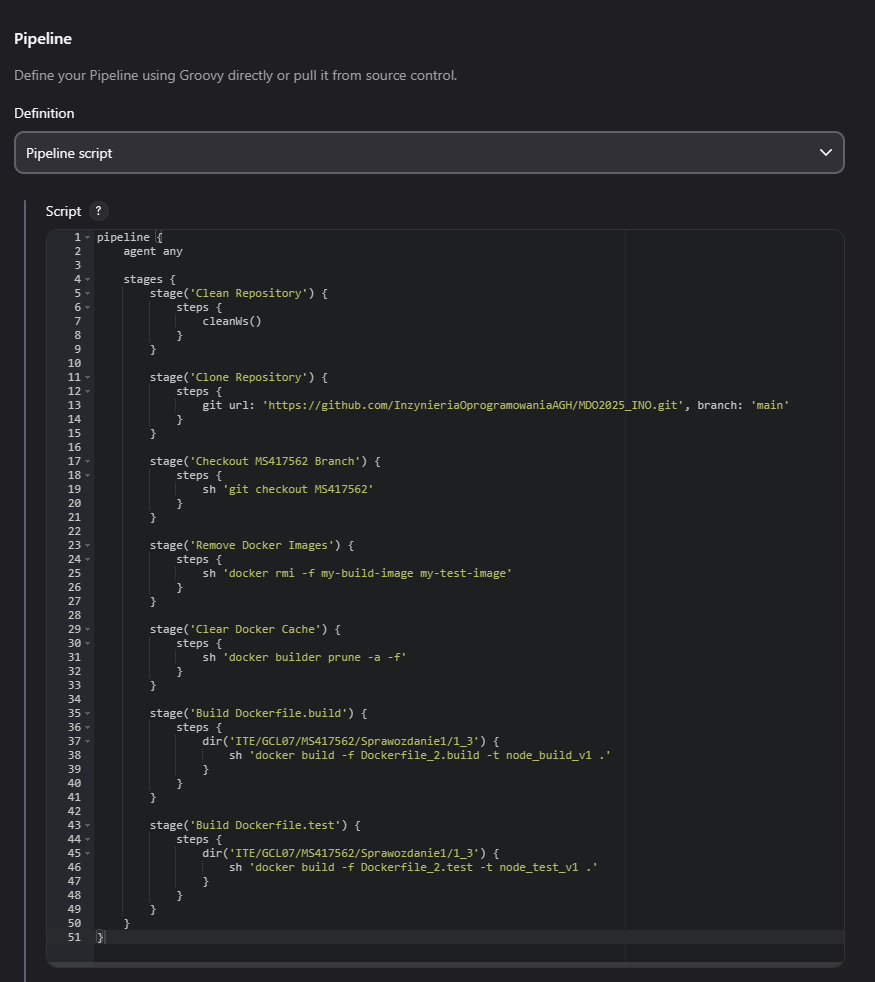 Pipeline
Define your Pipeline using Groovy directly or pull it from source control.
Definition
Pipeline script
Script ?
1 pipeline {
2     agent any
3
4     stages {
5         stage('Clean Repository') {
6             steps {
7                 cleanWs()
8             }
9         }
10
11         stage('Clone Repository') {
12             steps {
13                 git url: 'https://github.com/InzynieriaOprogramowaniaAGH/MDO2025_INO.git', branch: 'main'
14             }
15         }
16
17         stage('Checkout MS417562 Branch') {
18             steps {
19                 sh 'git checkout MS417562'
20             }
21         }
22
23         stage('Remove Docker Images') {
24             steps {
25                 sh 'docker rmi -f my-build-image my-test-image'
26             }
27         }
28
29         stage('Clear Docker Cache') {
30             steps {
31                 sh 'docker builder prune -a -f'
32             }
33         }
34
35         stage('Build Dockerfile.build') {
36             steps {
37                 dir('ITE/GCL07/MS417562/Sprawozdanie1/1_3') {
38                     sh 'docker build -f Dockerfile_2.build -t node_build_v1 .'
39                 }
40             }
41         }
42
43         stage('Build Dockerfile.test') {
44             steps {
45                 dir('ITE/GCL07/MS417562/Sprawozdanie1/1_3') {
46                     sh 'docker build -f Dockerfile_2.test -t node_test_v1 .'
47                 }
48             }
49         }
50     }
51 }